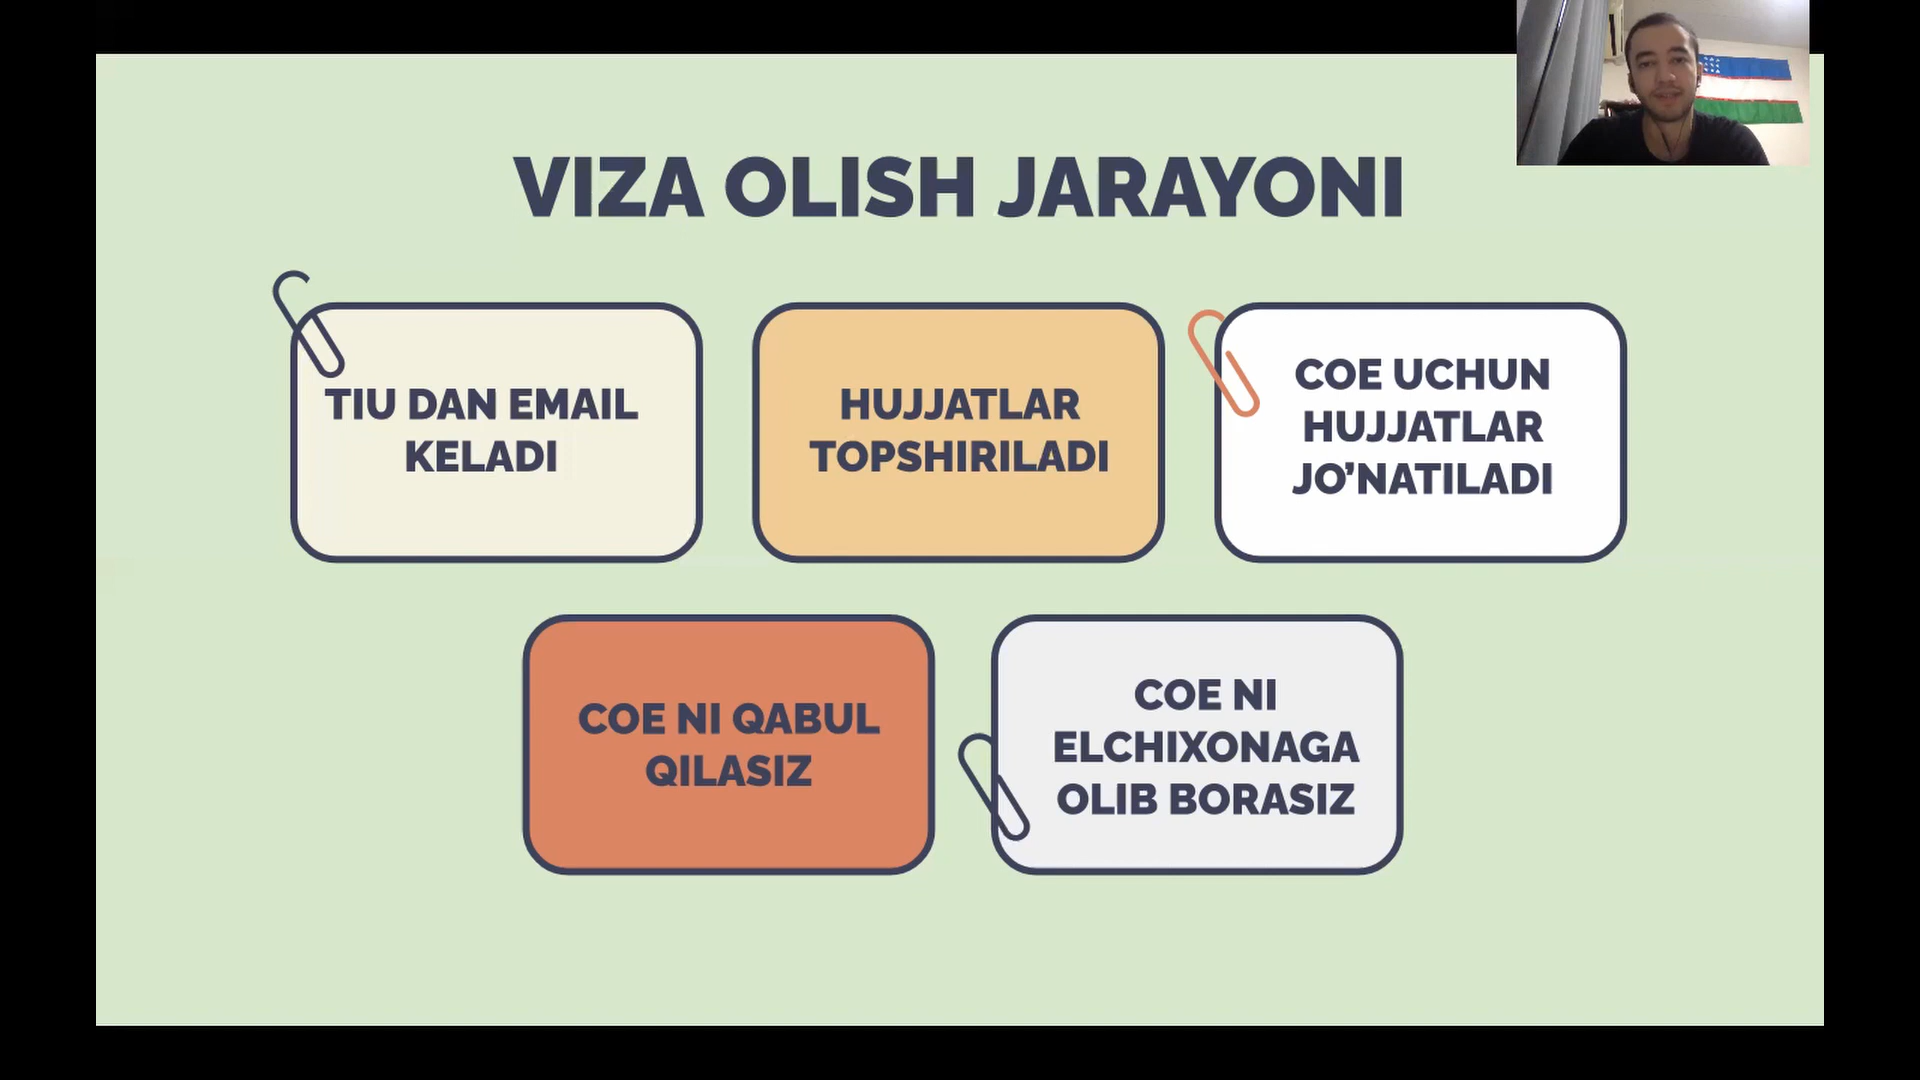 VIZA OLISH JARAYONI
TIU DAN EMAIL
KELADI
HUJJATLAR
TOPSHIRILADI
COE UCHUN
HUJJATLAR
JO’NATILADI
COE NI QABUL
QILASIZ
COE NI
ELCHIXONAGA
OLIB BORASIZ